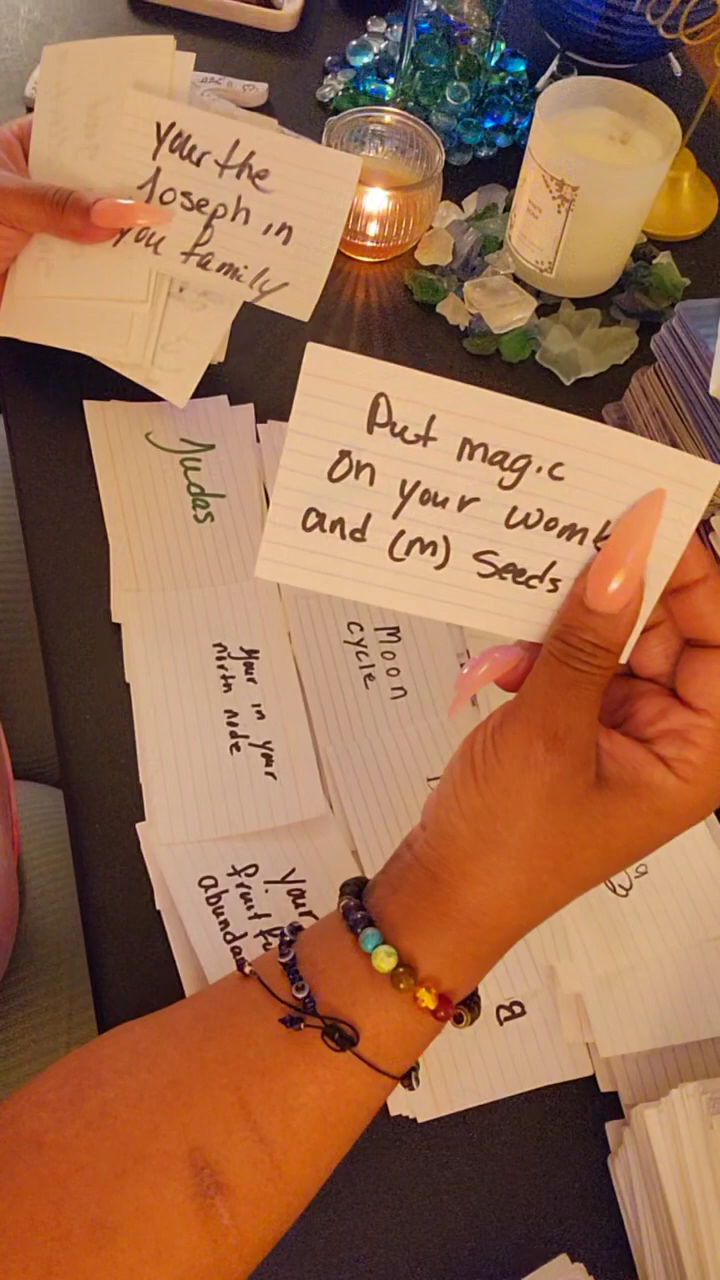 your the
Joseph in
you family
Put magic
on your womb
and (m) Seeds
Judas
Moon
cycle
your in your
north node
your
fruit
abunda
B